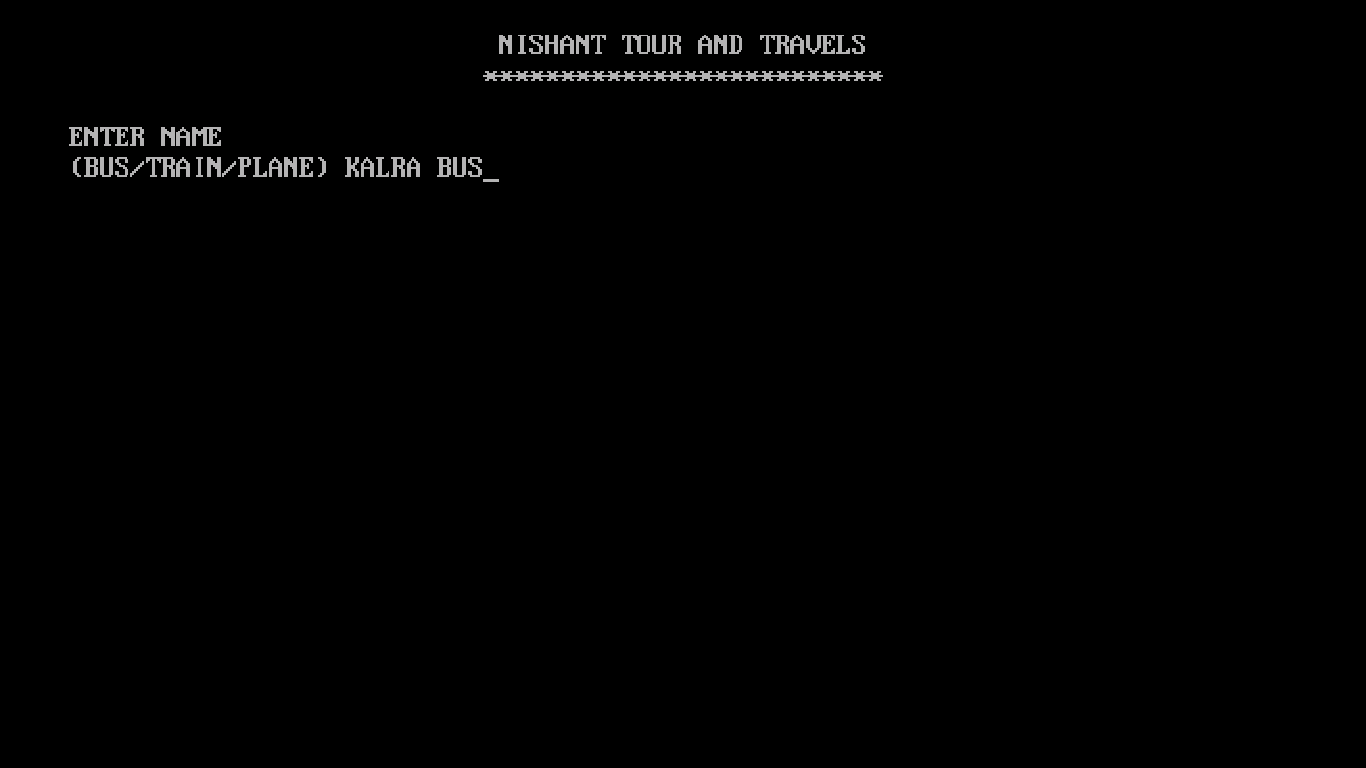 NISHANT TOUR AND TRAVELS
**************************
ENTER NAME
(BUS/TRAIN/PLANE) KALRA BUS_